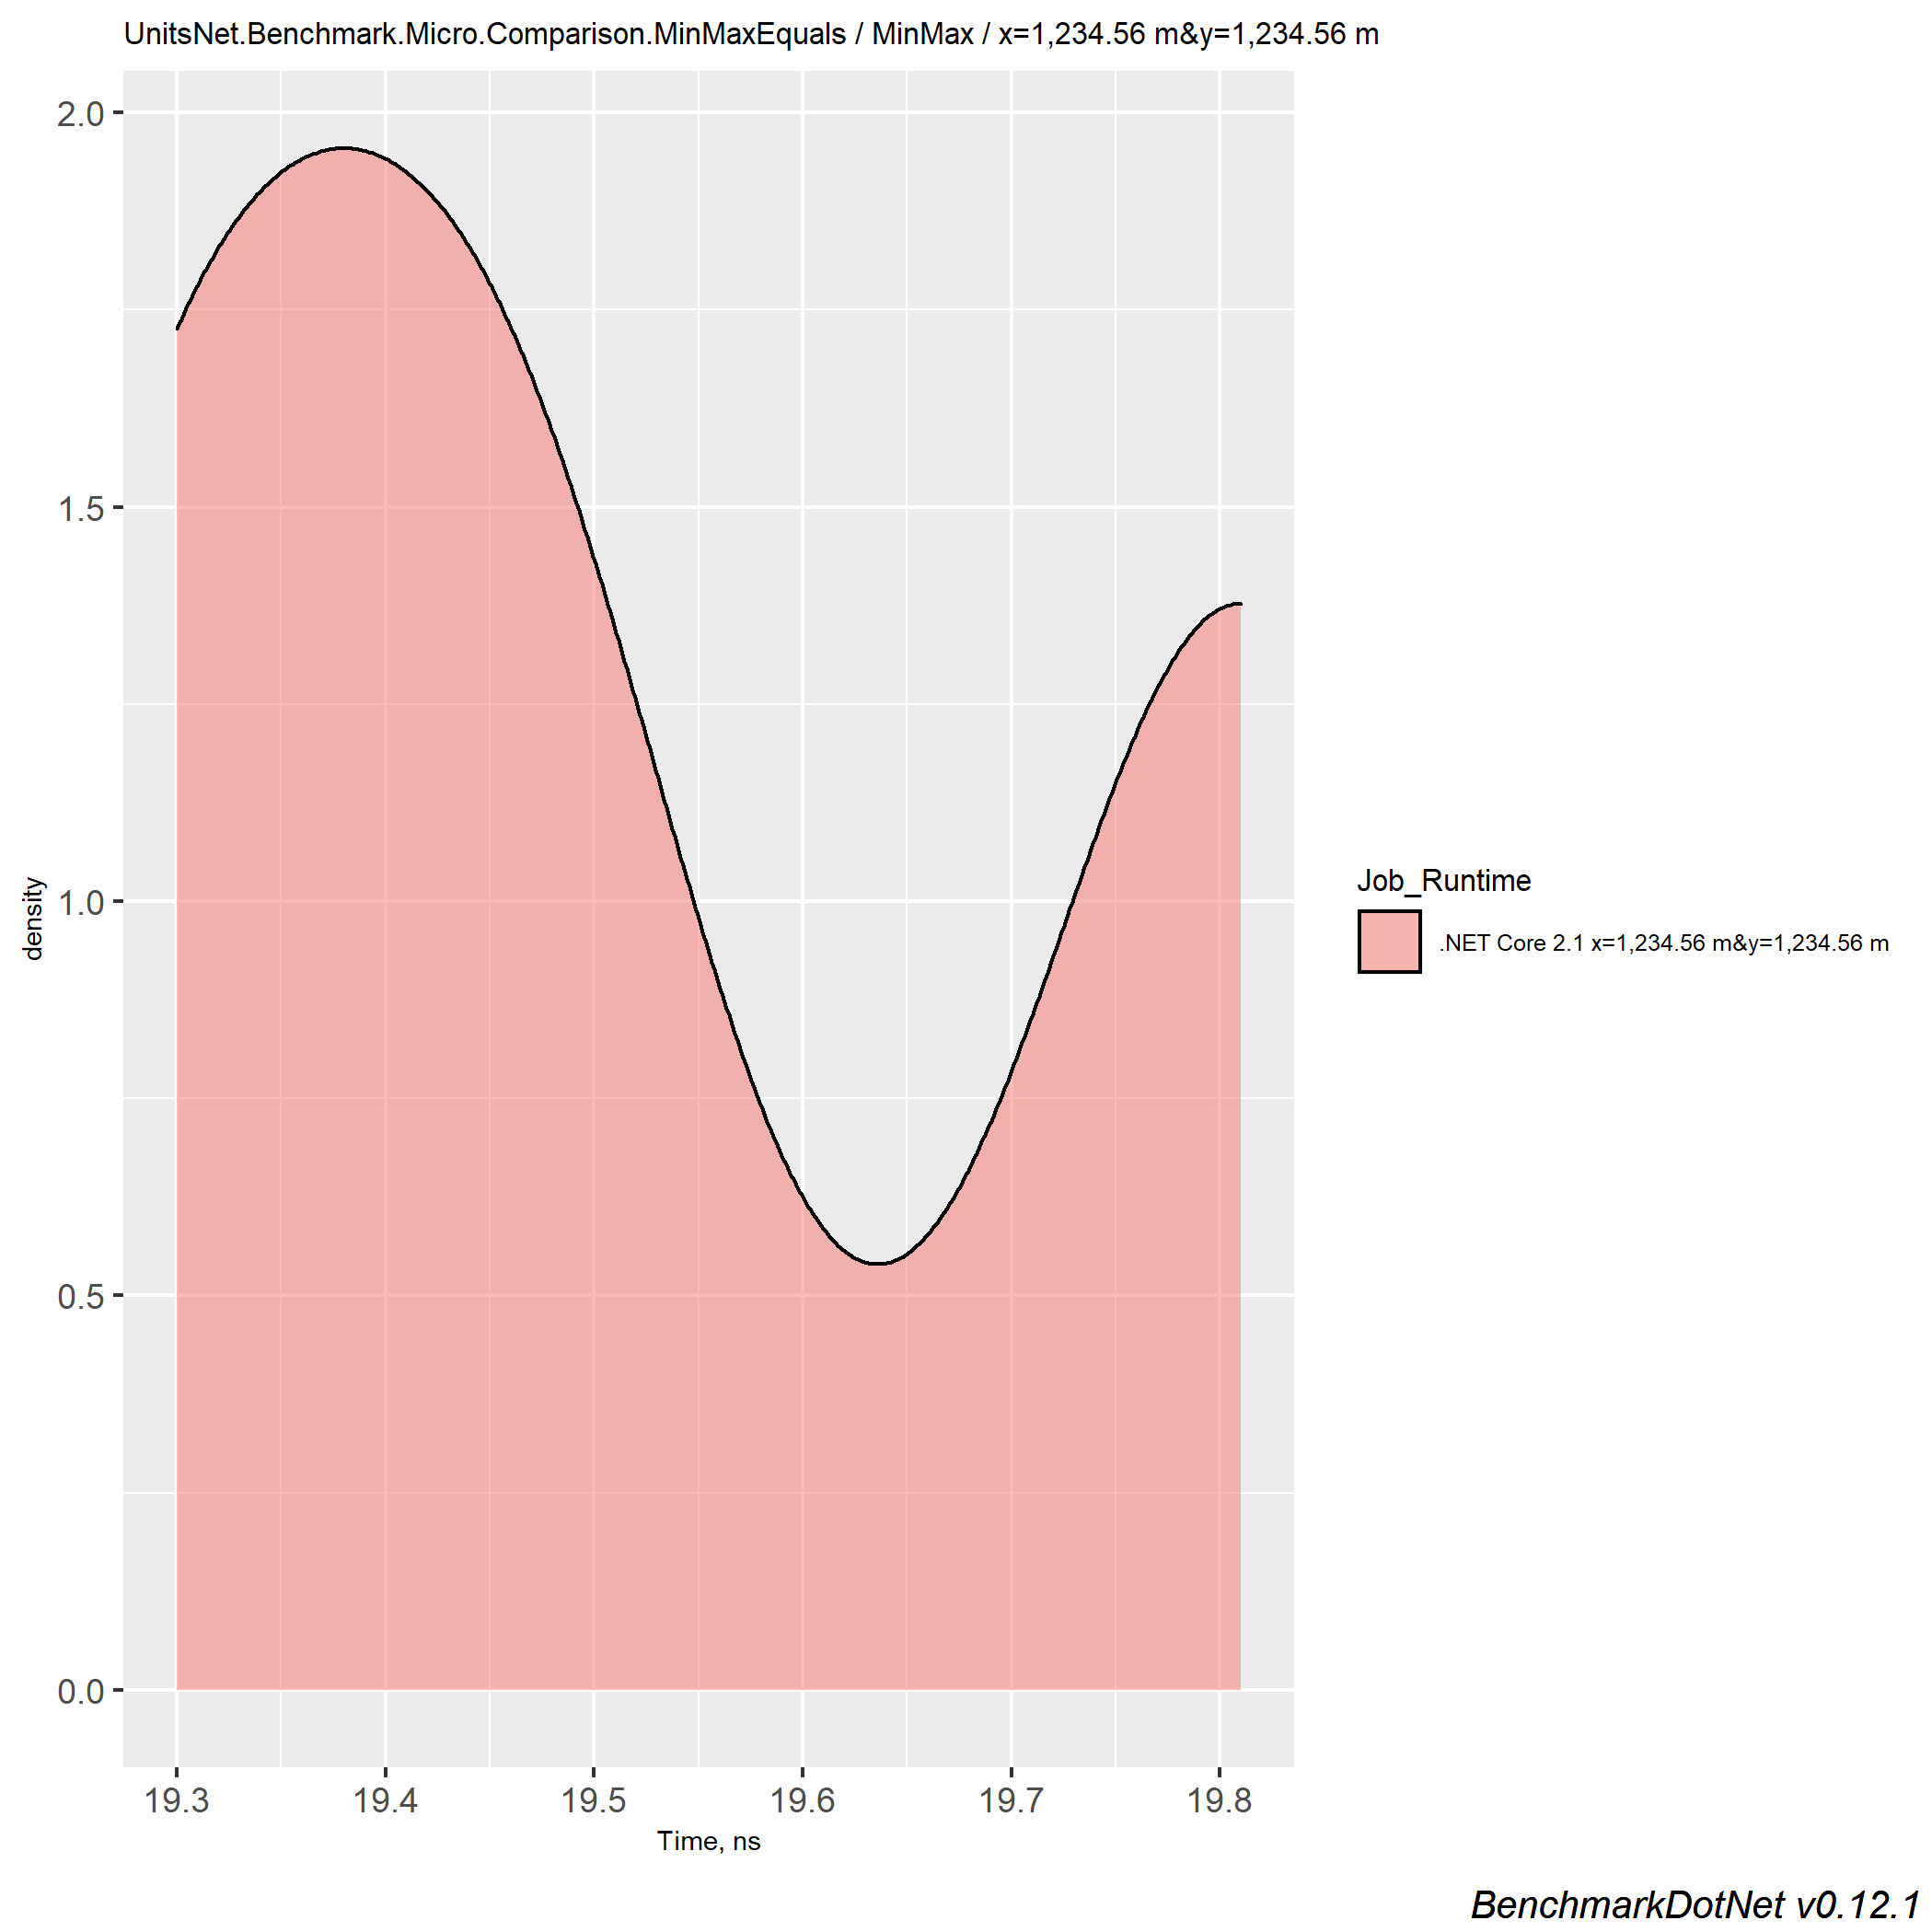 UnitsNet.Benchmark.Micro.Comparison.MinMaxEquals / MinMax / x=1,234.56 m&y=1,234.56 m
2.0
1.5
1.0
0.5
0.0
density
19.3 19.4 19.5 19.6 19.7 19.8
Time, ns
Job_Runtime
.NET Core 2.1 x=1,234.56 m&y=1,234.56 m
BenchmarkDotNet v0.12.1